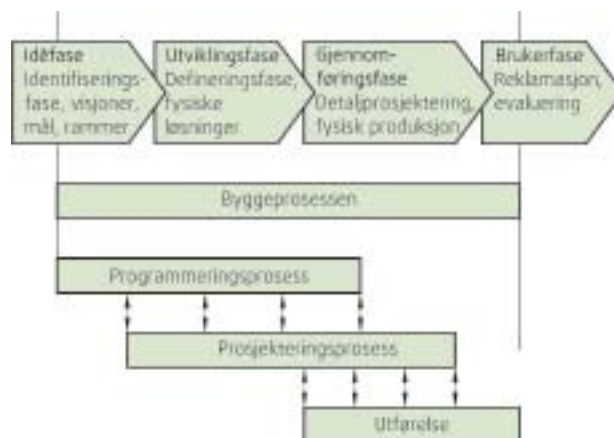 Idéfase
Identifiserings-
fase, visjoner,
mål, rammer
Utviklingsfase
Defineringsfase,
fysiske
løsninger
Gjennom-
føringsfase
Detaljprosjektering,
fysisk produksjon
Brukerfase
Reklamasjon,
evaluering
Byggeprosessen
Programmeringsprosess
Prosjekteringsprosess
Utførelse